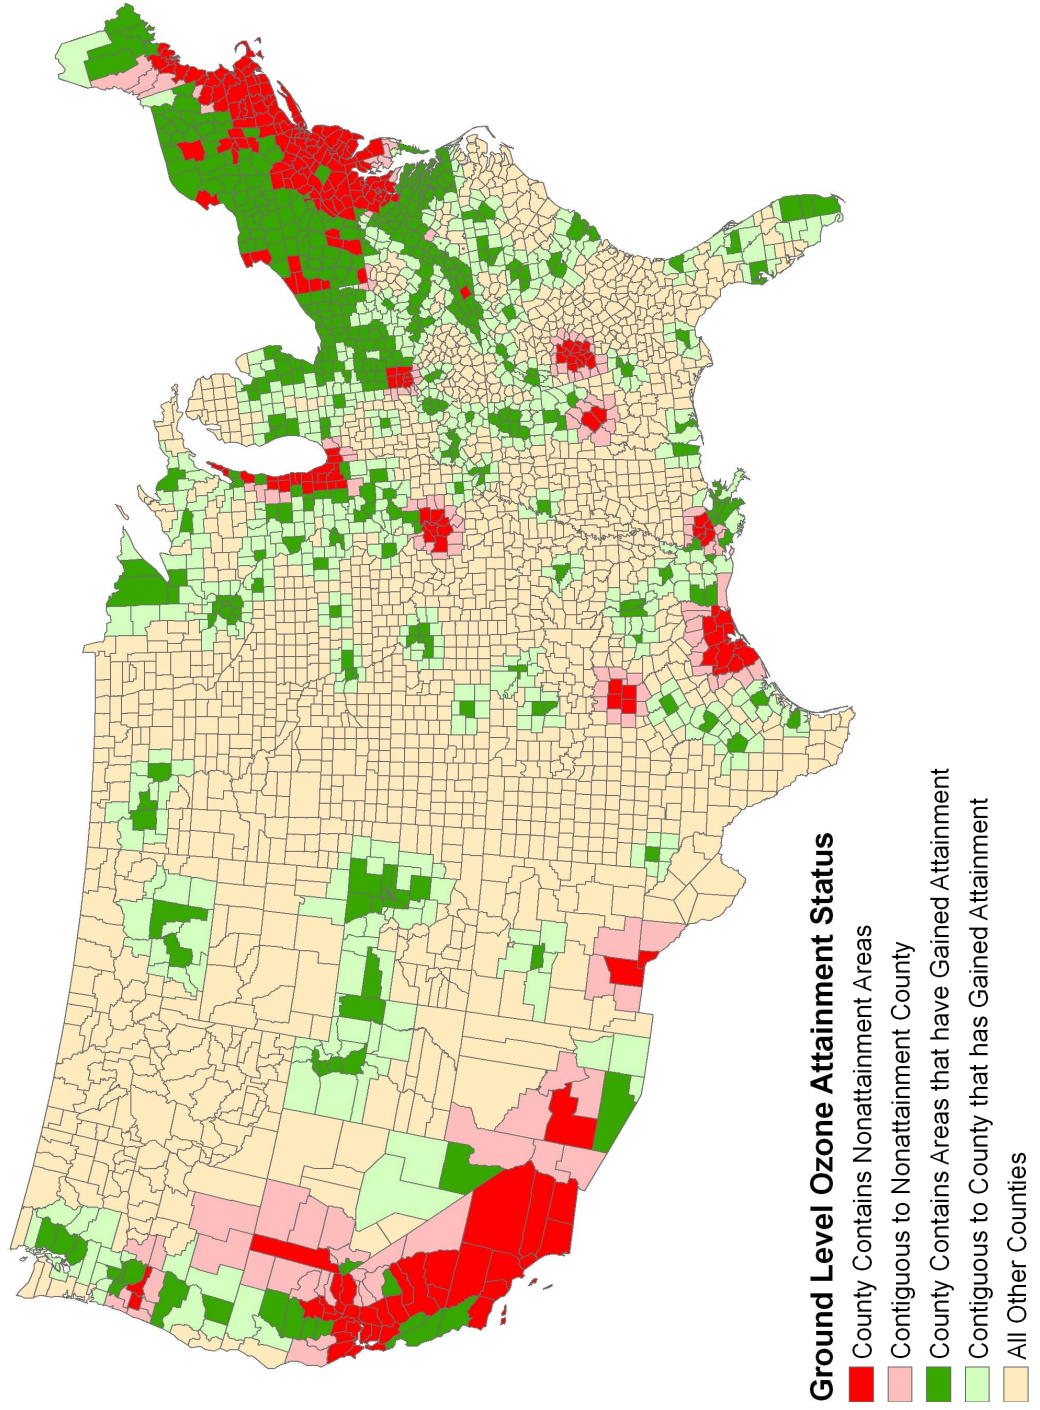 Ground Level Ozone Attainment Status
County Contains Nonattainment Areas
Contiguous to Nonattainment County
County Contains Areas that have Gained Attainment
Contiguous to County that has Gained Attainment
All Other Counties